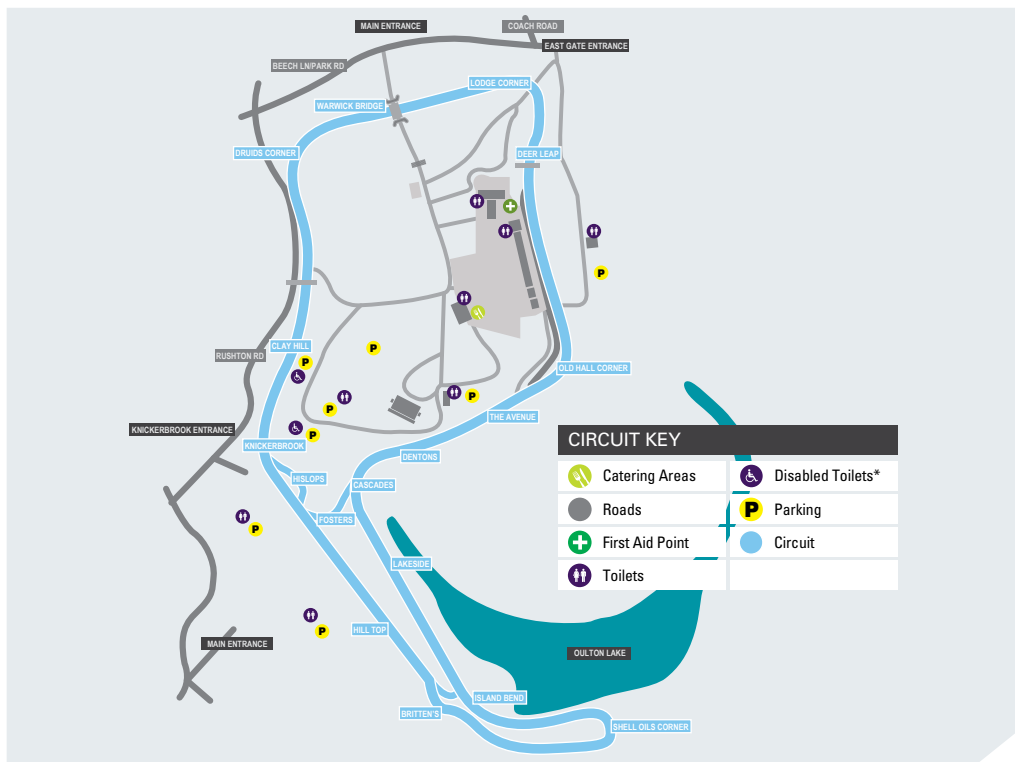 MAIN ENTRANCE
COACH ROAD
EAST GATE ENTRANCE
BEECH LN/PARK RD
LODGE CORNER
WARWICK BRIDGE
DRUIDS CORNER
DEER LEAP
P
CLAY HILL
RUSHTON RD
P
P
OLD HALL CORNER
P
P
THE AVENUE
KNICKERBROOK ENTRANCE
P
KNICKERBROOK
DENTONS
HISLOPS
CASCADES
FOSTERS
P
LAKESIDE
HILL TOP
P
MAIN ENTRANCE
OULTON LAKE
ISLAND BEND
BRITTEN'S
SHELL OILS CORNER
CIRCUIT KEY
Catering Areas
Disabled Toilets*
Roads
P Parking
First Aid Point
Circuit
Toilets